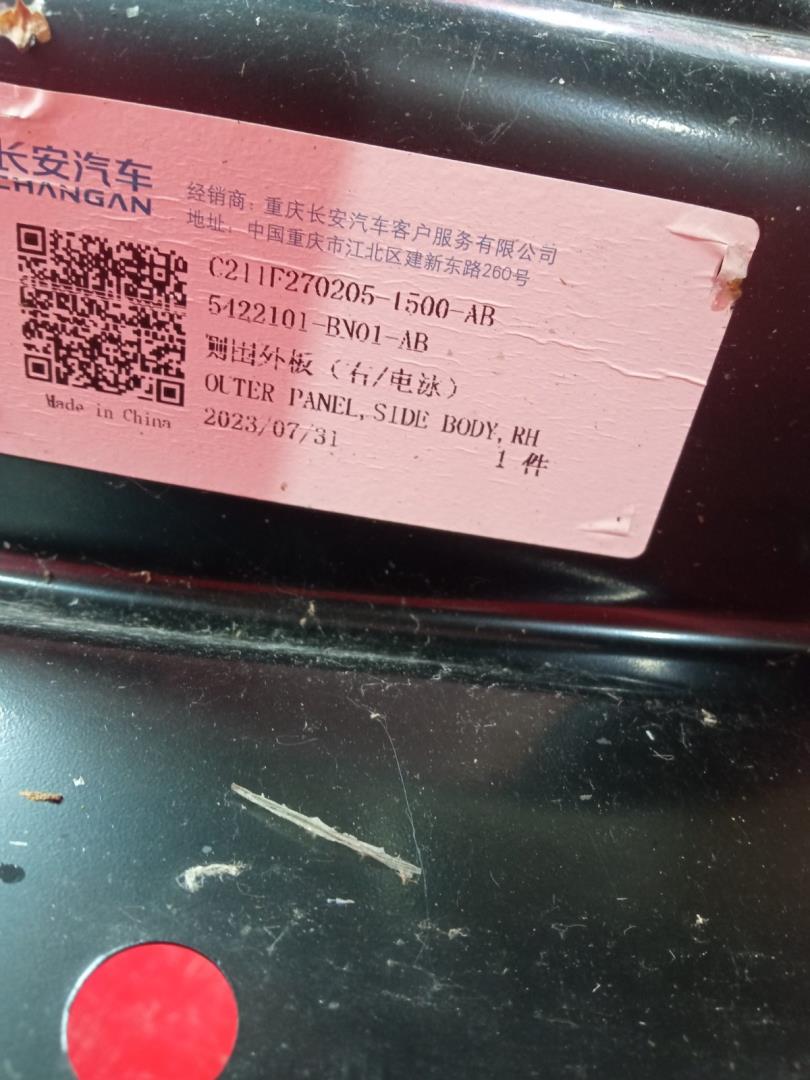 长安汽车
CHANGAN
经销商：重庆长安汽车客户服务有限公司
地址：中国重庆市江北区建新东路260号
C211F270205-1500-AB
5422101-BN01-AB
侧围外板（右/电泳）
OUTER PANEL,SIDE BODY,RH
2023/07/31
1 件
Made in China